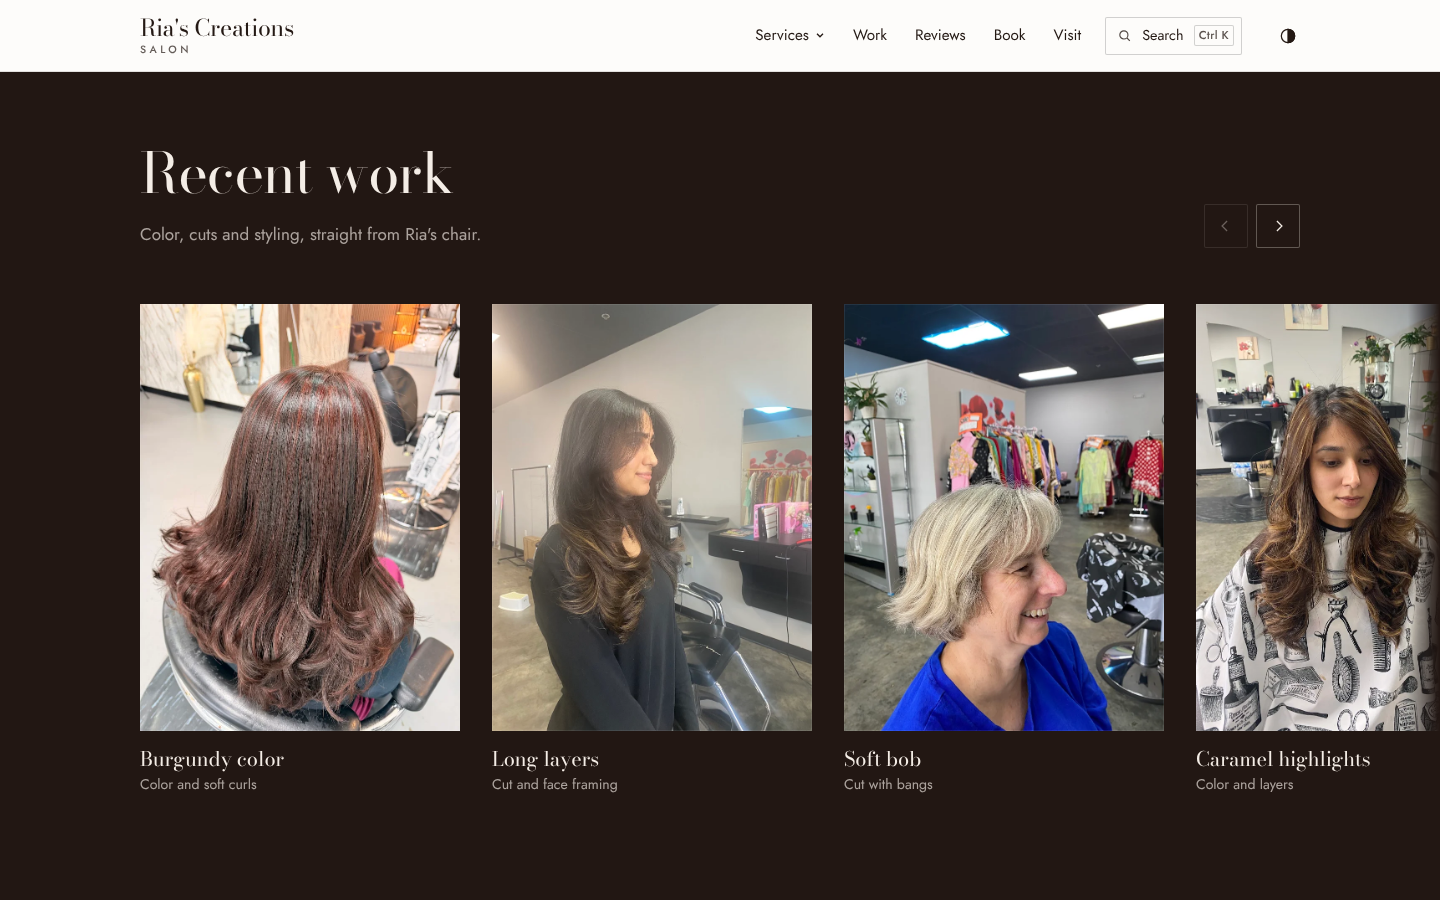 Ria's Creations
SALON
Services
Work
Reviews
Book
Visit
Search
Ctrl K
Recent work
Color, cuts and styling, straight from Ria's chair.
Burgundy color
Color and soft curls
Long layers
Cut and face framing
Soft bob
Cut with bangs
Caramel highlights
Color and layers